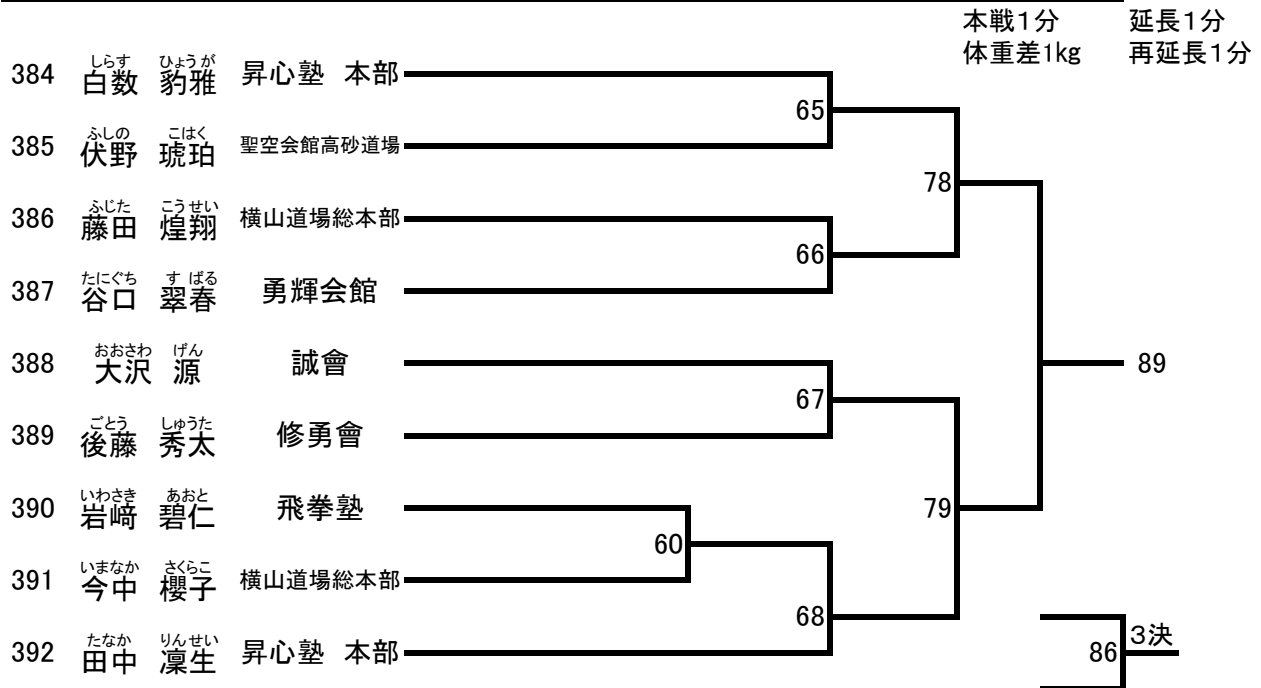 本戦１分 延長１分
体重差1kg 再延長１分
しらす ひょうが
384 白数 豹雅 昇心塾 本部
65
ふしの こはく
385 伏野 琥珀 聖空会館高砂道場
78
ふじた こうせい
386 藤田 煌翔 横山道場総本部
66
たにぐち すばる
387 谷口 翠春 勇輝会館
おおさわ げん
388 大沢 源 誠會
89
67
ごとう しゅうた
389 後藤 秀太 修勇會
いわさき あおと
390 岩﨑 碧仁 飛拳塾
79
60
いまなか さくらこ
391 今中 櫻子 横山道場総本部
68
たなか りんせい
392 田中 凜生 昇心塾 本部
86 ３決